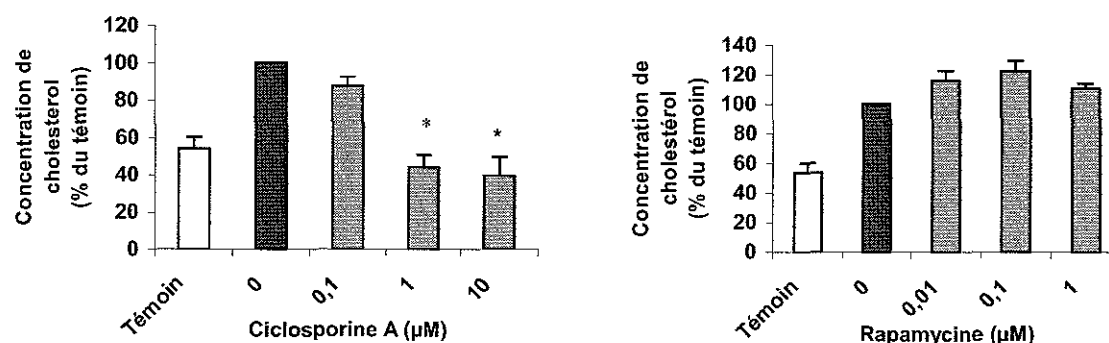 Concentration de
cholesterol
(% du témoin)
120
100
80
60
40
20
0
*
*
Témoin
0
0,1
1
10
Ciclosporine A (µM)
Concentration de
cholestérol
(% du témoin)
140
120
100
80
60
40
20
0
Témoin
0
0,01
0,1
1
Rapamycine (µM)